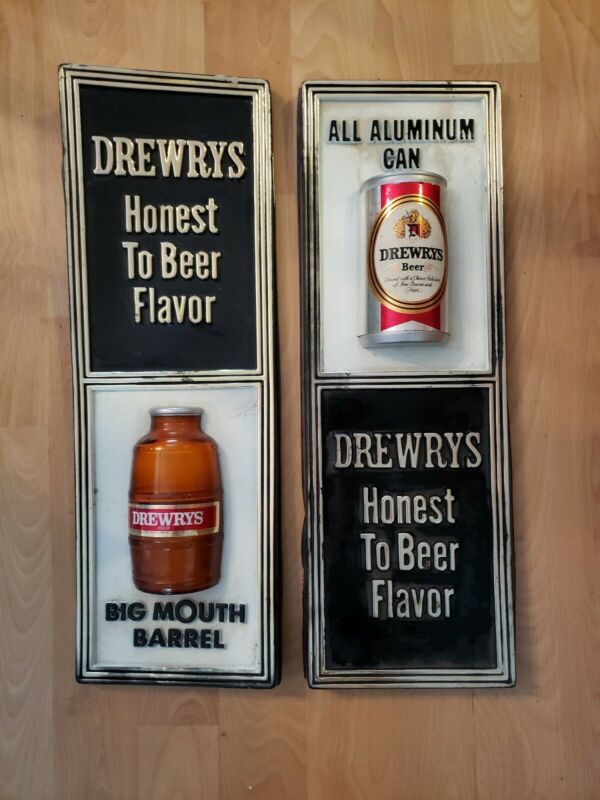 DREWRYS
Honest
To Beer
Flavor
DREWRYS
BIG MOUTH
BARREL
ALL ALUMINUM
CAN
DREWRYS
Beer
DREWRYS
Honest
To Beer
Flavor